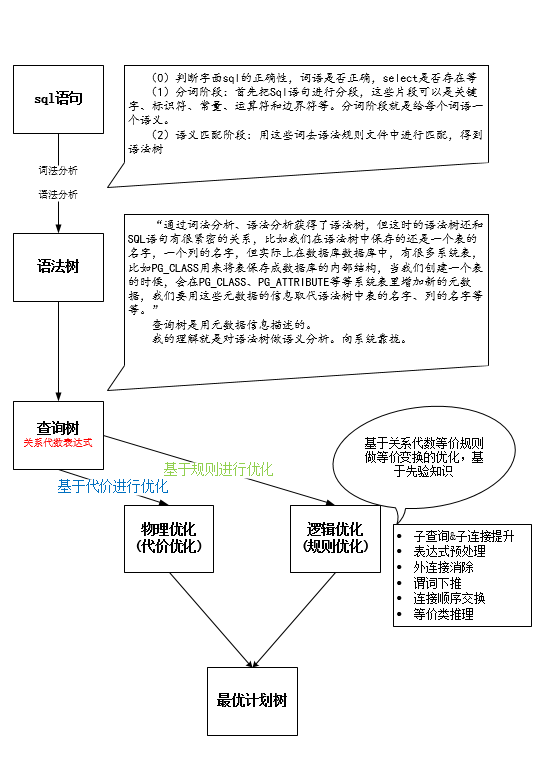 sql语句
（0）判断字面sql的正确性，词语是否正确，select是否存在等
（1）分词阶段：首先把Sql语句进行分段，这些片段可以是关键
字、标识符、常量、运算符和边界符等。分词阶段就是给每个词语一
个语义。
（2）语义匹配阶段：用这些词去语法规则文件中进行匹配，得到
语法树
词法分析
语法分析
语法树
“通过词法分析、语法分析获得了语法树，但这时的语法树还和
SQL语句有很紧密的关系，比如我们在语法树中保存的还是一个表的
名字，一个列的名字，但实际上在数据库数据库中，有很多系统表，
比如PG_CLASS用来将表保存成数据库的内部结构，当我们创建一个表
的时候，会在PG_CLASS、PG_ATTRIBUTE等等系统表里增加新的元数
据，我们要用这些元数据的信息取代语法树中表的名字、列的名字等
等。”
查询树是用元数据信息描述的。
我的理解就是对语法树做语义分析。向系统靠拢。
查询树
关系代数表达式
基于规则进行优化
基于代价进行优化
基于关系代数等价规则
做等价变换的优化，基
于先验知识
物理优化
(代价优化)
逻辑优化
(规则优化)
• 子查询&子连接提升
• 表达式预处理
• 外连接消除
• 谓词下推
• 连接顺序交换
• 等价类推理
最优计划树